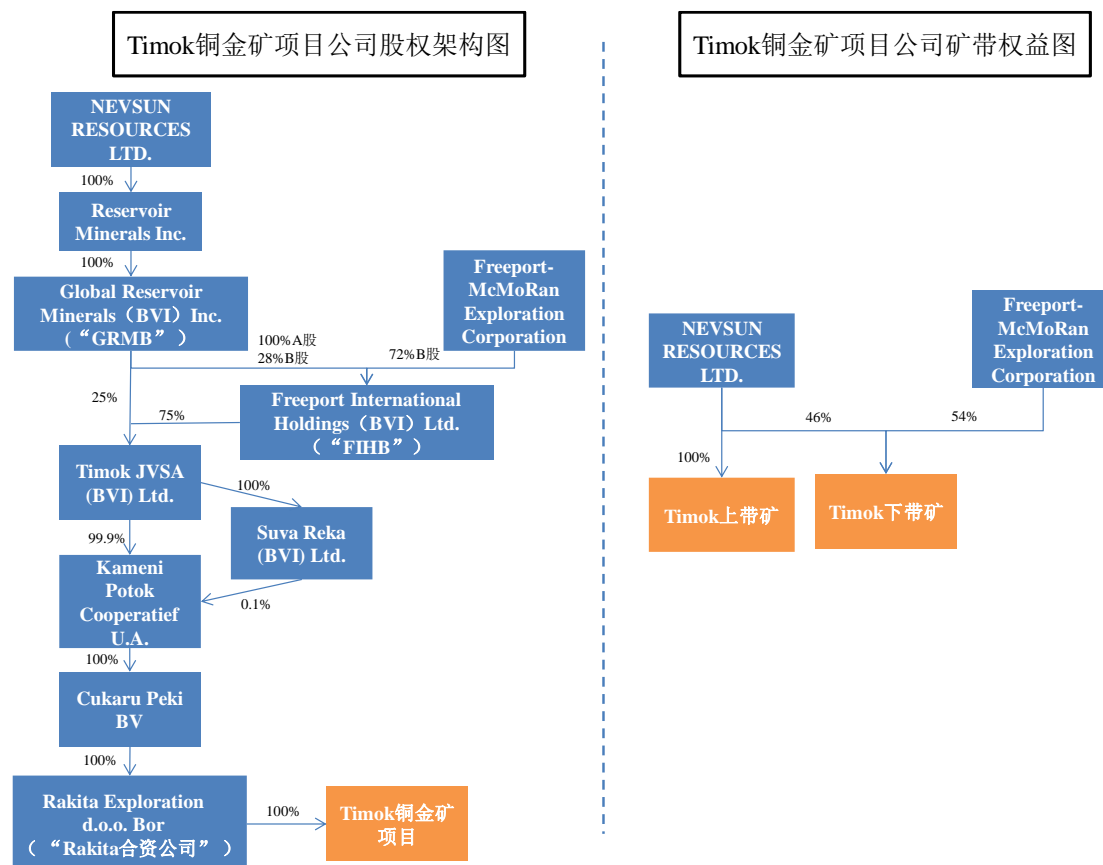 Timok铜金矿项目公司股权架构图
NEVSUN
RESOURCES
LTD.
100%
Reservoir
Minerals Inc.
100%
Global Reservoir
Minerals（BVI）Inc.
（“GRMB”）
Freeport-
McMoRan
Exploration
Corporation
100%A股
28%B股
72%B股
25%
75%
Freeport International
Holdings（BVI）Ltd.
（“FIHB”）
Timok JVSA
(BVI) Ltd.
100%
Suva Reka
(BVI) Ltd.
99.9%
0.1%
Kameni
Potok
Cooperatief
U.A.
100%
Cukaru Peki
BV
100%
Rakita Exploration
d.o.o. Bor
（“Rakita合资公司”）
100%
Timok铜金矿
项目
Timok铜金矿项目公司矿带权益图
NEVSUN
RESOURCES
LTD.
Freeport-
McMoRan
Exploration
Corporation
46%
54%
100%
Timok上带矿
Timok下带矿